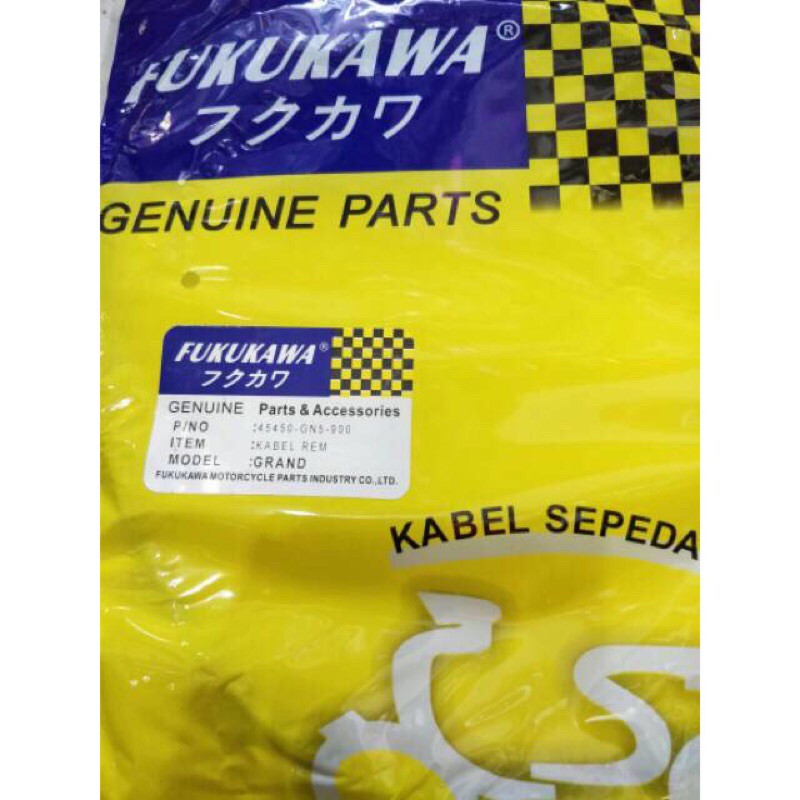 FUKUKAWA®
フクカワ
GENUINE PARTS
FUKUKAWA®
フクカワ
GENUINE Parts & Accessories
P/NO :45450-GN5-900
ITEM :KABEL REM
MODEL :GRAND
FUKUKAWA MOTORCYCLE PARTS INDUSTRY CO.,LTD.
KABEL SEPEDA